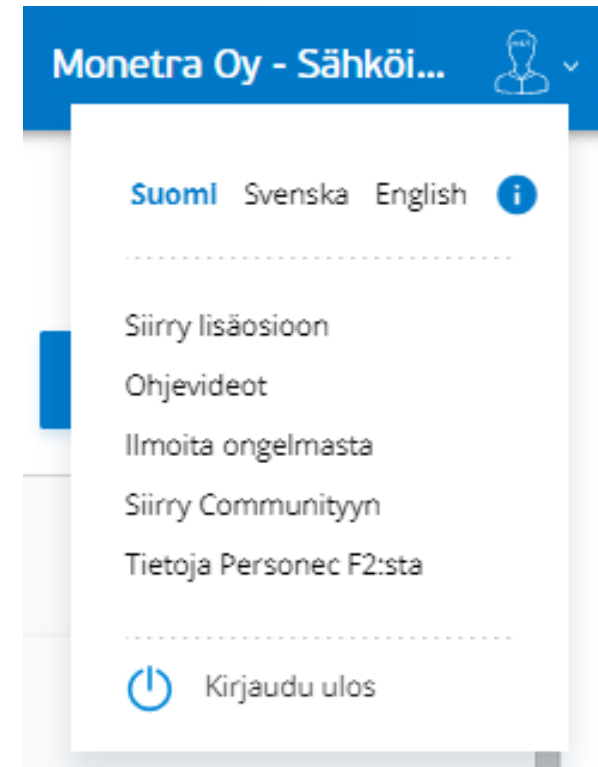 Monetra Oy - Sähköi...
Suomi Svenska English i
Siirry lisäosioon
Ohjevideot
Ilmoita ongelmasta
Siirry Communityyn
Tietoja Personec F2:sta
Kirjaudu ulos